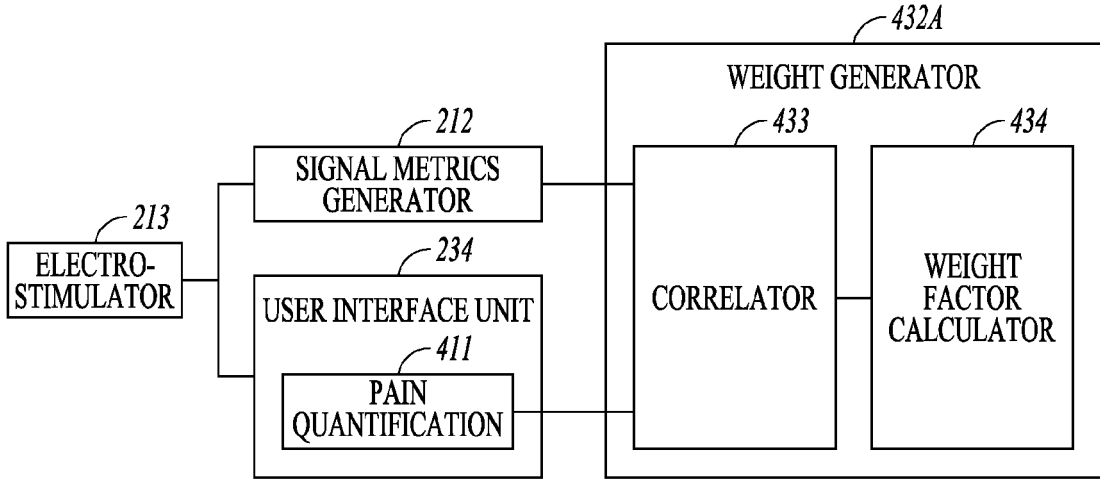 432A
WEIGHT GENERATOR
212
SIGNAL METRICS
GENERATOR
433
434
213
ELECTRO-
STIMULATOR
234
USER INTERFACE UNIT
411
PAIN
QUANTIFICATION
CORRELATOR
WEIGHT
FACTOR
CALCULATOR